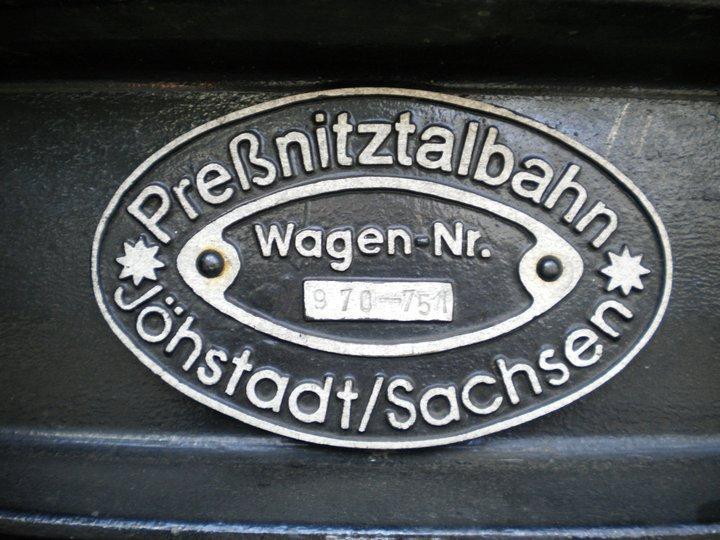 Preßnitztalbahn
Wagen-Nr.
970-751
Jöhstadt/Sachsen